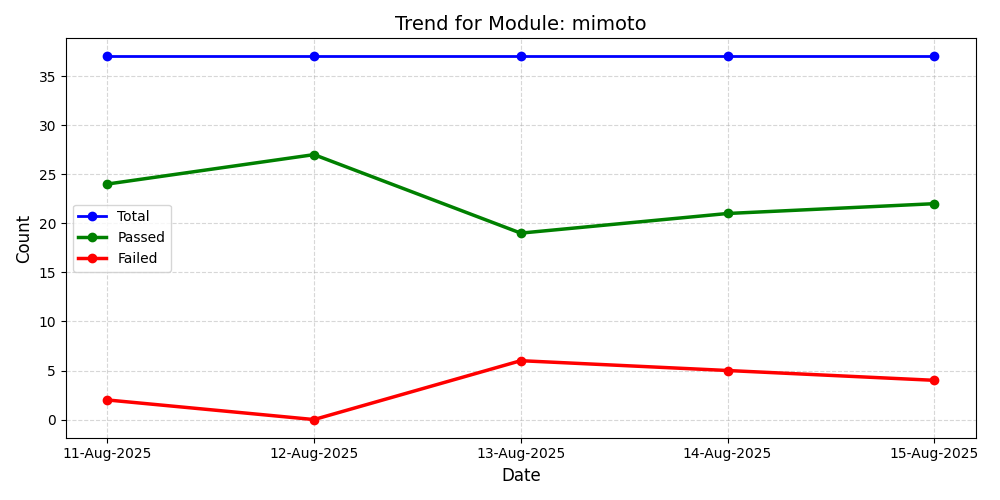 Trend for Module: mimoto
Count
35
30
25
20
15
10
5
0
Total
Passed
Failed
11-Aug-2025
12-Aug-2025
13-Aug-2025
14-Aug-2025
15-Aug-2025
Date